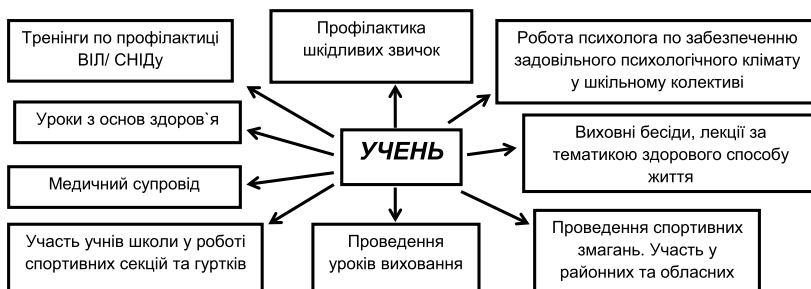 Тренінги по профілактиці
ВІЛ/ СНІДу
Профілактика
шкідливих звичок
Робота психолога по забезпеченню
задовільного психологічного клімату
у шкільному колективі
Уроки з основ здоров`я
УЧЕНЬ
Виховні бесіди, лекції за
тематикою здорового способу
життя
Медичний супровід
Участь учнів школи у роботі
спортивних секцій та гуртків
Проведення
уроків виховання
Проведення спортивних
змагань. Участь у
районних та обласних